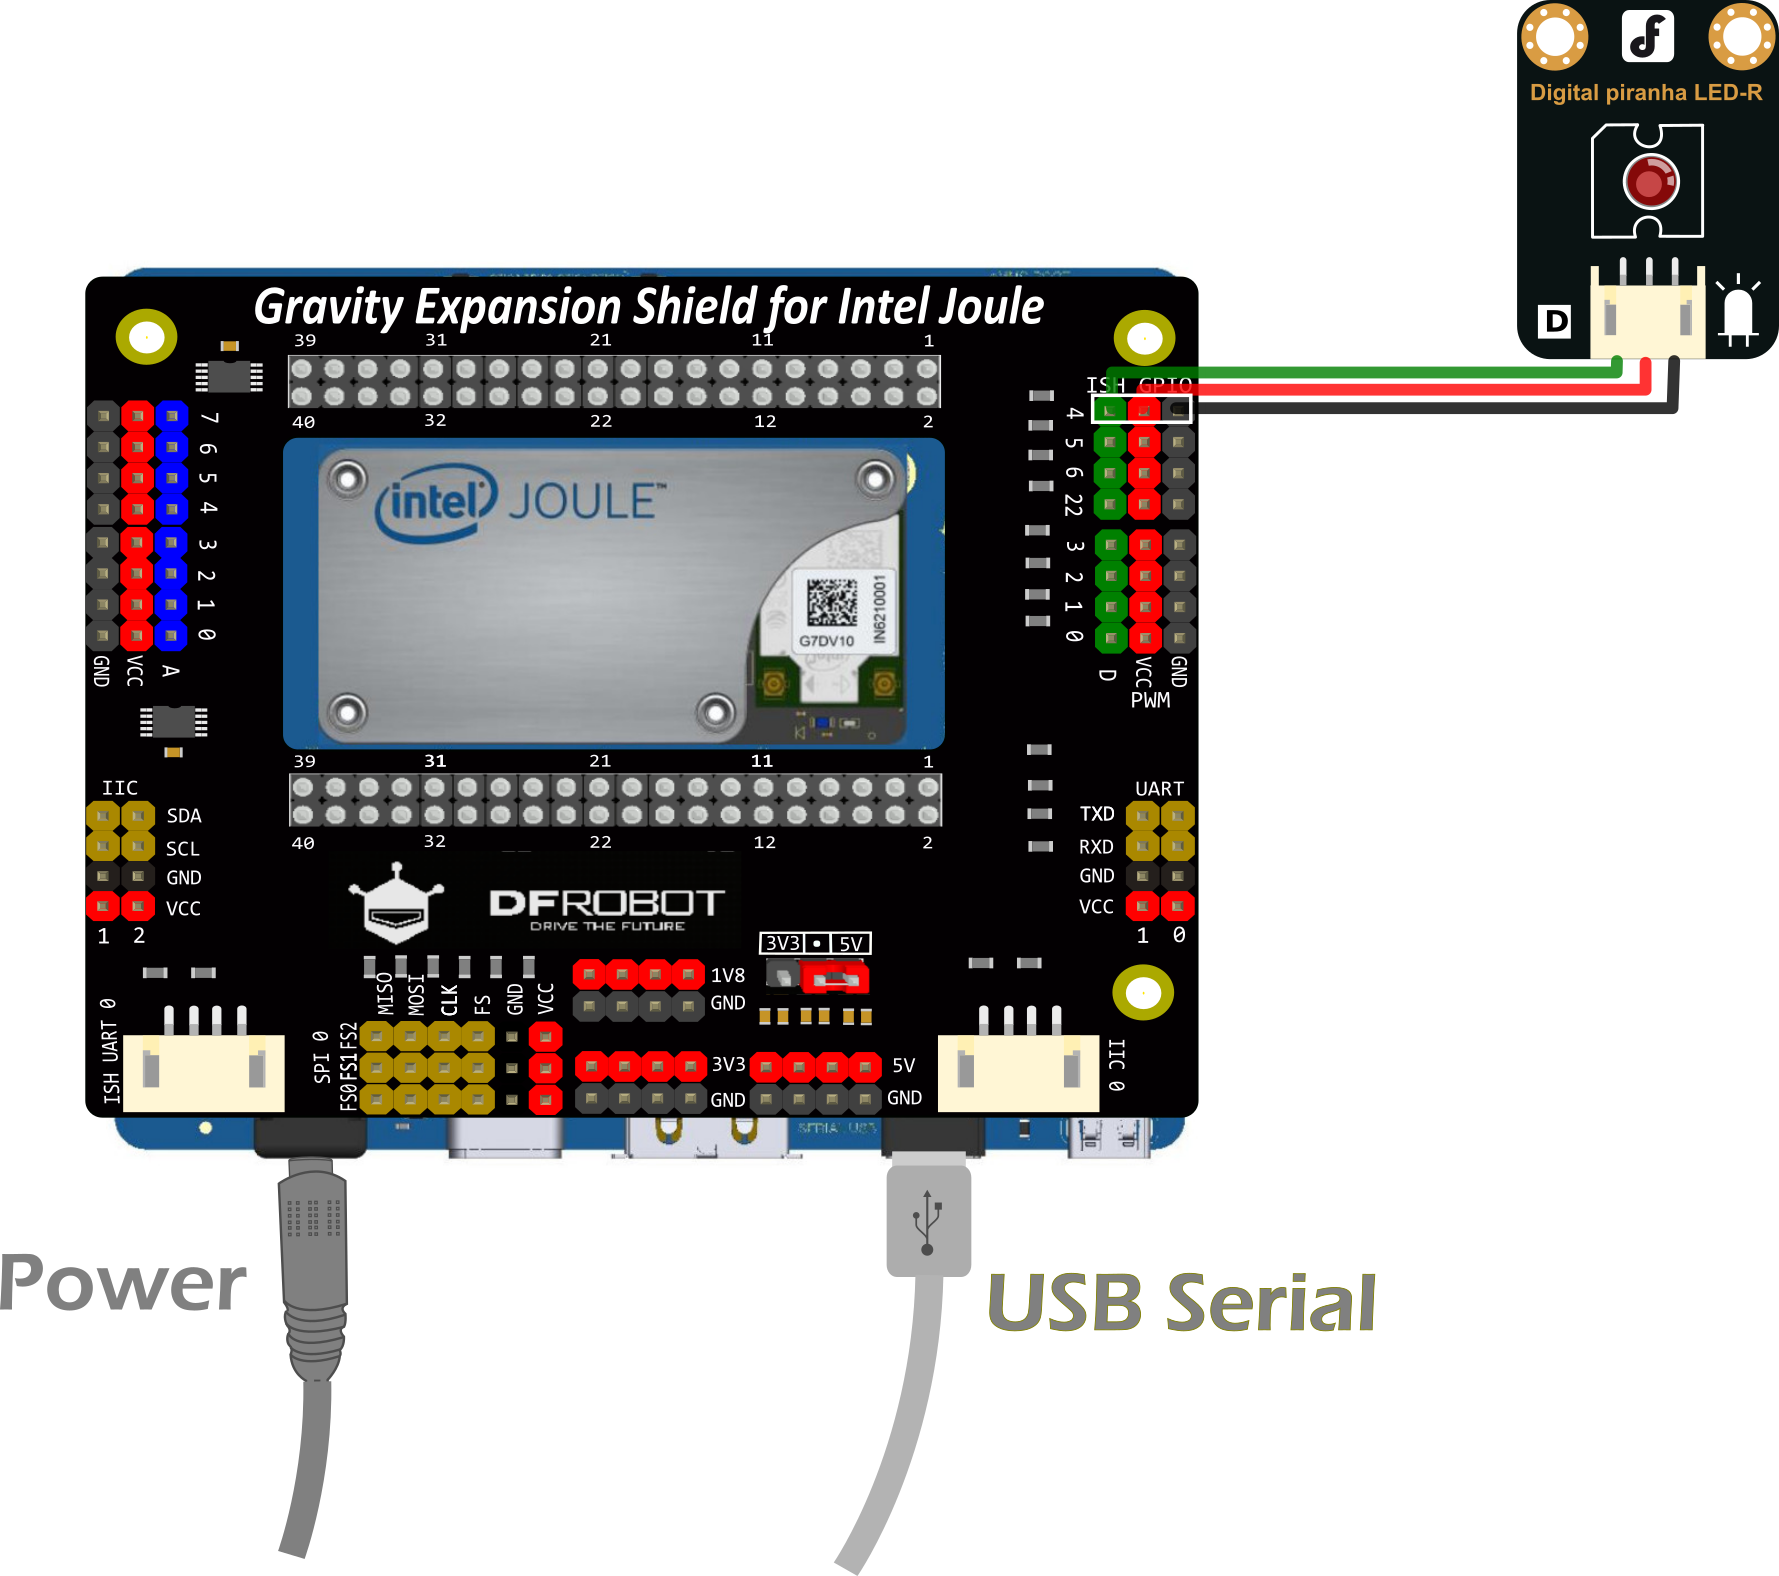 Digital piranha LED-R
D
Gravity Expansion Shield for Intel Joule
39 31 21 11 1
40 32 22 12 2
ISH GPIO
4
5
6
22
3
2
1
0
D VCC GND
PWM
7
6
5
4
3
2
1
0
GND VCC A
intel JOULE™
G7DV10
IN6210001
39 31 21 11 1
40 32 22 12 2
IIC
SDA
SCL
GND
VCC
1 2
UART
TXD
RXD
GND
VCC
1 0
DFROBOT
DRIVE THE FUTURE
3V3 5V
MISO MOSI CLK FS GND VCC
SPI 0
FS0 FS1 FS2
1V8
GND
3V3
GND
5V
GND
ISH UART 0
IIC 0
SERIAL USB
Power
USB Serial